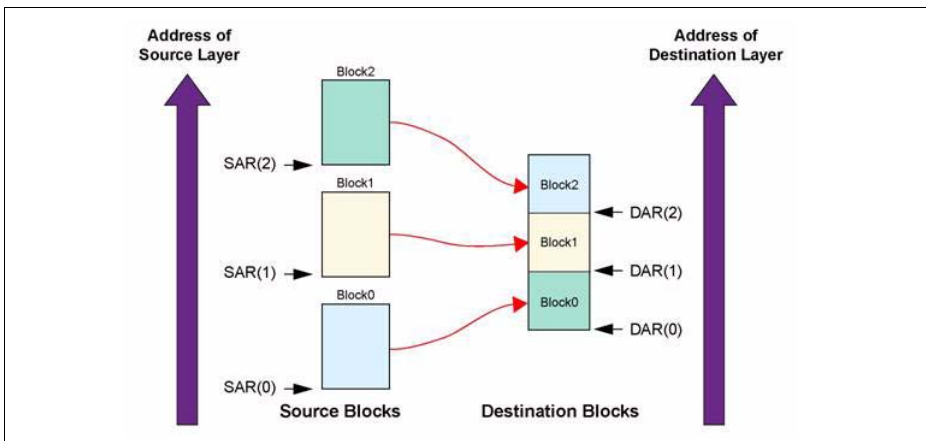 Address of
Source Layer
Address of
Destination Layer
Block2
SAR(2)
Block1
SAR(1)
Block0
SAR(0)
Block2
DAR(2)
Block1
DAR(1)
Block0
DAR(0)
Source Blocks
Destination Blocks